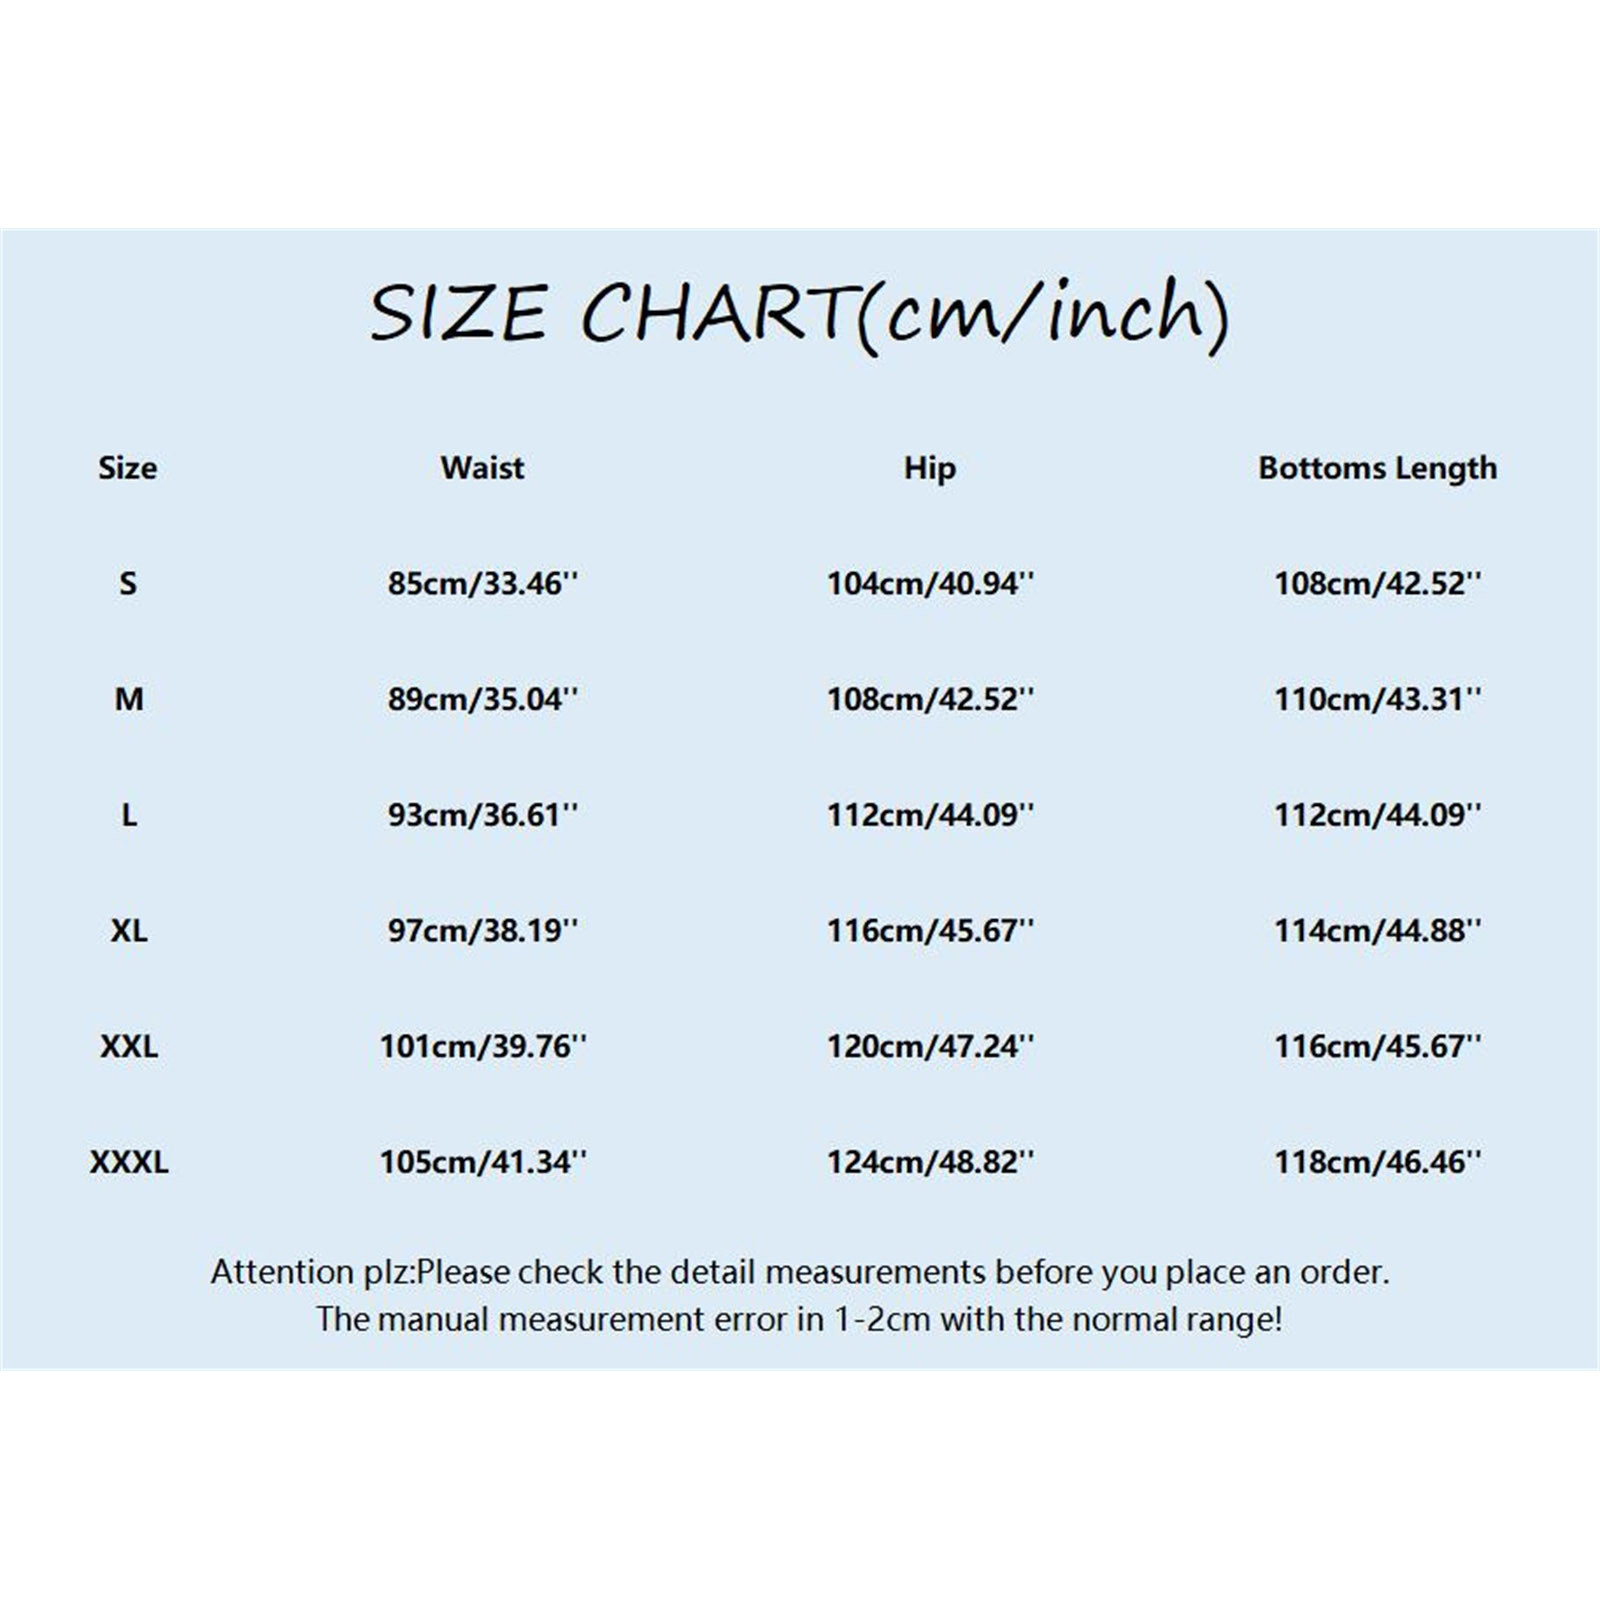 SIZE CHART(cm/inch)
Size Waist Hip Bottoms Length
S 85cm/33.46'' 104cm/40.94'' 108cm/42.52''
M 89cm/35.04'' 108cm/42.52'' 110cm/43.31''
L 93cm/36.61'' 112cm/44.09'' 112cm/44.09''
XL 97cm/38.19'' 116cm/45.67'' 114cm/44.88''
XXL 101cm/39.76'' 120cm/47.24'' 116cm/45.67''
XXXL 105cm/41.34'' 124cm/48.82'' 118cm/46.46''
Attention plz:Please check the detail measurements before you place an order.
The manual measurement error in 1-2cm with the normal range!